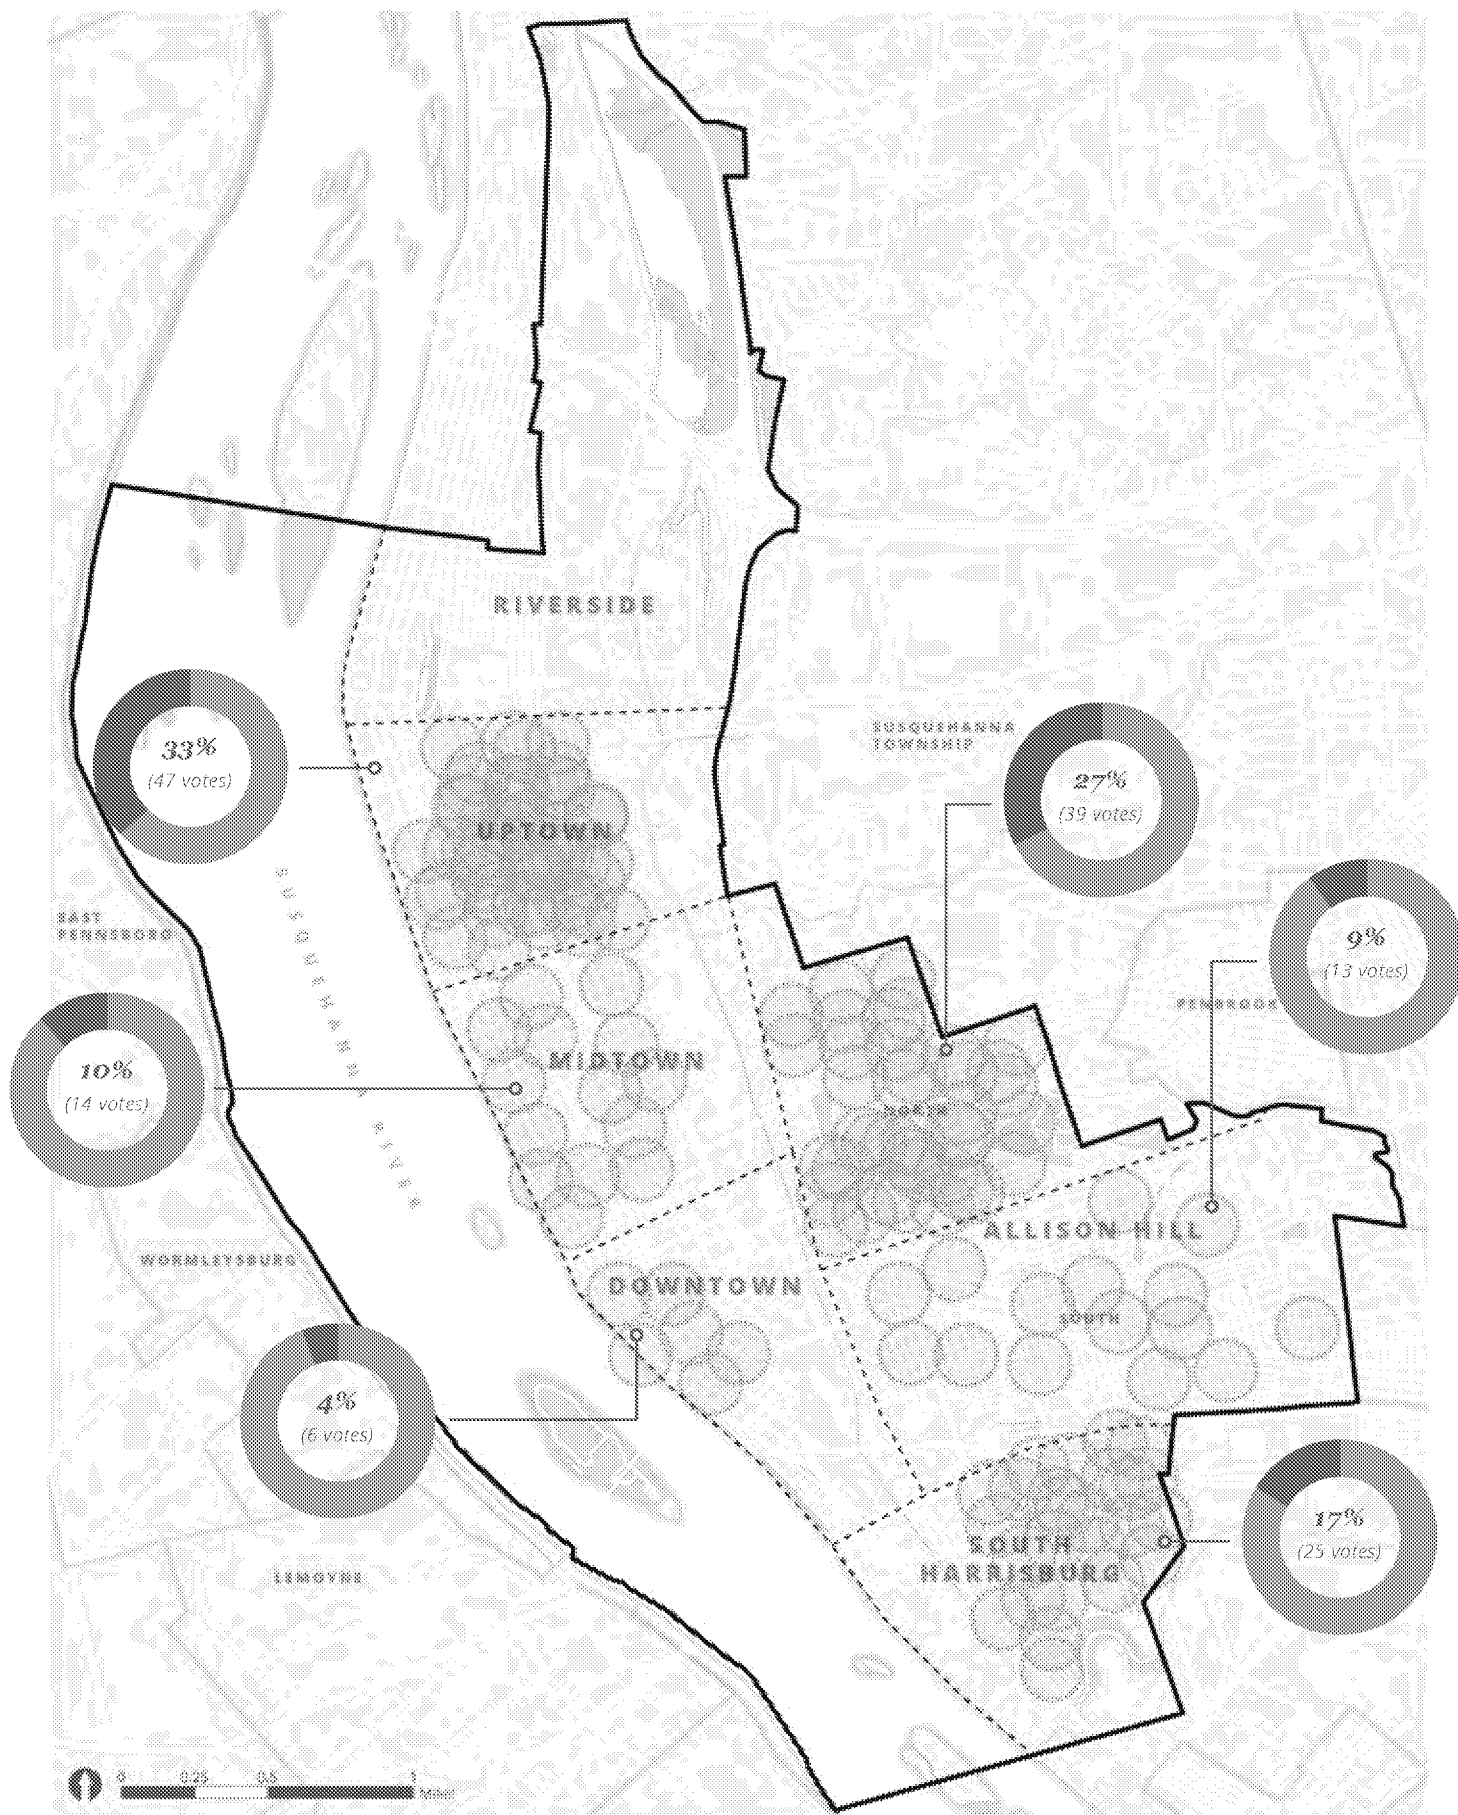 RIVERSIDE
SUSQUEHANNA
TOWNSHIP
33%
(47 votes)
27%
(39 votes)
UPTOWN
EAST
PENNSBORO
SUSQUEHANNA RIVER
9%
(13 votes)
PENBROOK
MIDTOWN
10%
(14 votes)
NORTH
ALLISON HILL
WORMLEYSBURG
DOWNTOWN
SOUTH
4%
(6 votes)
17%
(25 votes)
SOUTH
HARRISBURG
LEMOYNE
0 0.25 0.5 1
Miles